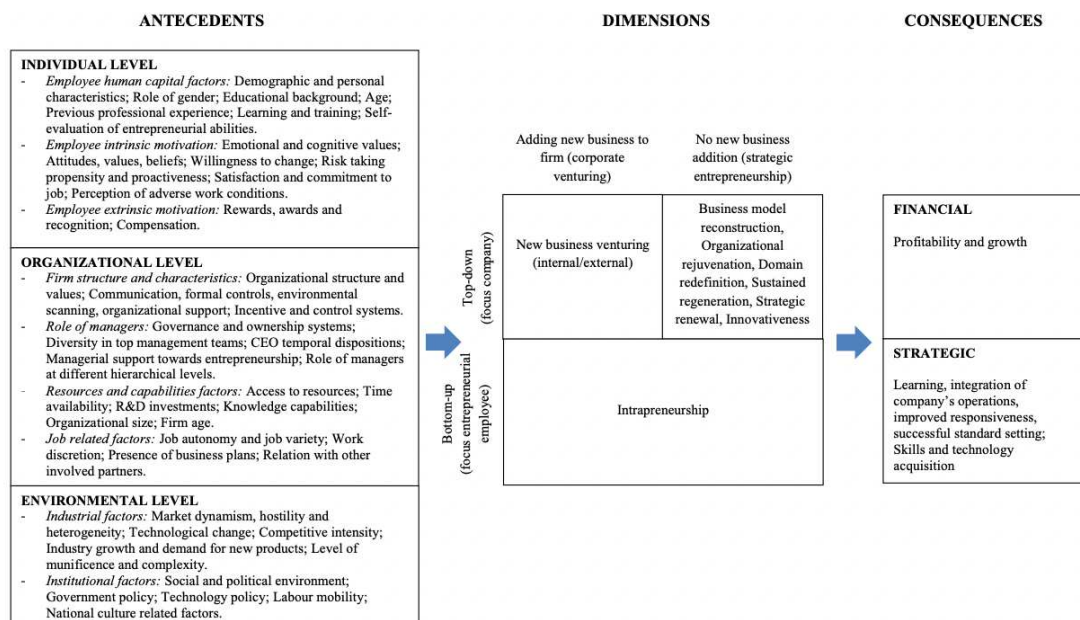 ANTECEDENTS
DIMENSIONS
CONSEQUENCES
INDIVIDUAL LEVEL
- Employee human capital factors: Demographic and personal
characteristics; Role of gender; Educational background; Age;
Previous professional experience; Learning and training; Self-
evaluation of entrepreneurial abilities.
- Employee intrinsic motivation: Emotional and cognitive values;
Attitudes, values, beliefs; Willingness to change; Risk taking
propensity and proactiveness; Satisfaction and commitment to
job; Perception of adverse work conditions.
- Employee extrinsic motivation: Rewards, awards and
recognition; Compensation.
ORGANIZATIONAL LEVEL
- Firm structure and characteristics: Organizational structure and
values; Communication, formal controls, environmental
scanning, organizational support; Incentive and control systems.
- Role of managers: Governance and ownership systems;
Diversity in top management teams; CEO temporal dispositions;
Managerial support towards entrepreneurship; Role of managers
at different hierarchical levels.
- Resources and capabilities factors: Access to resources; Time
availability; R&D investments; Knowledge capabilities;
Organizational size; Firm age.
- Job related factors: Job autonomy and job variety; Work
discretion; Presence of business plans; Relation with other
involved partners.
ENVIRONMENTAL LEVEL
- Industrial factors: Market dynamism, hostility and
heterogeneity; Technological change; Competitive intensity;
Industry growth and demand for new products; Level of
munificence and complexity.
- Institutional factors: Social and political environment;
Government policy; Technology policy; Labour mobility;
National culture related factors.
Adding new business to
firm (corporate
venturing)
No new business
addition (strategic
entrepreneurship)
Top-down
(focus company)
New business venturing
(internal/external)
Business model
reconstruction,
Organizational
rejuvenation, Domain
redefinition, Sustained
regeneration, Strategic
renewal, Innovativeness
Bottom-up
(focus entrepreneurial
employee)
Intrapreneurship
FINANCIAL
Profitability and growth
STRATEGIC
Learning, integration of
company's operations,
improved responsiveness,
successful standard setting;
Skills and technology
acquisition